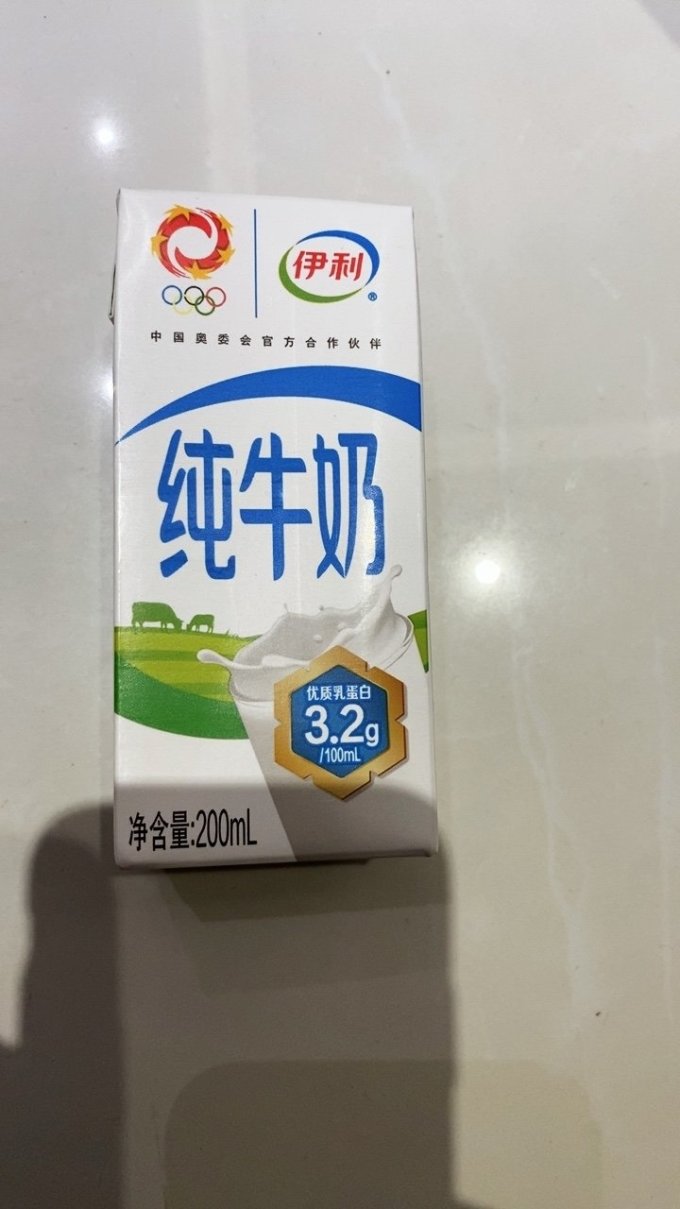 伊利®
中国奥委会官方合作伙伴
纯牛奶
优质乳蛋白
3.2g
/100mL
净含量:200mL